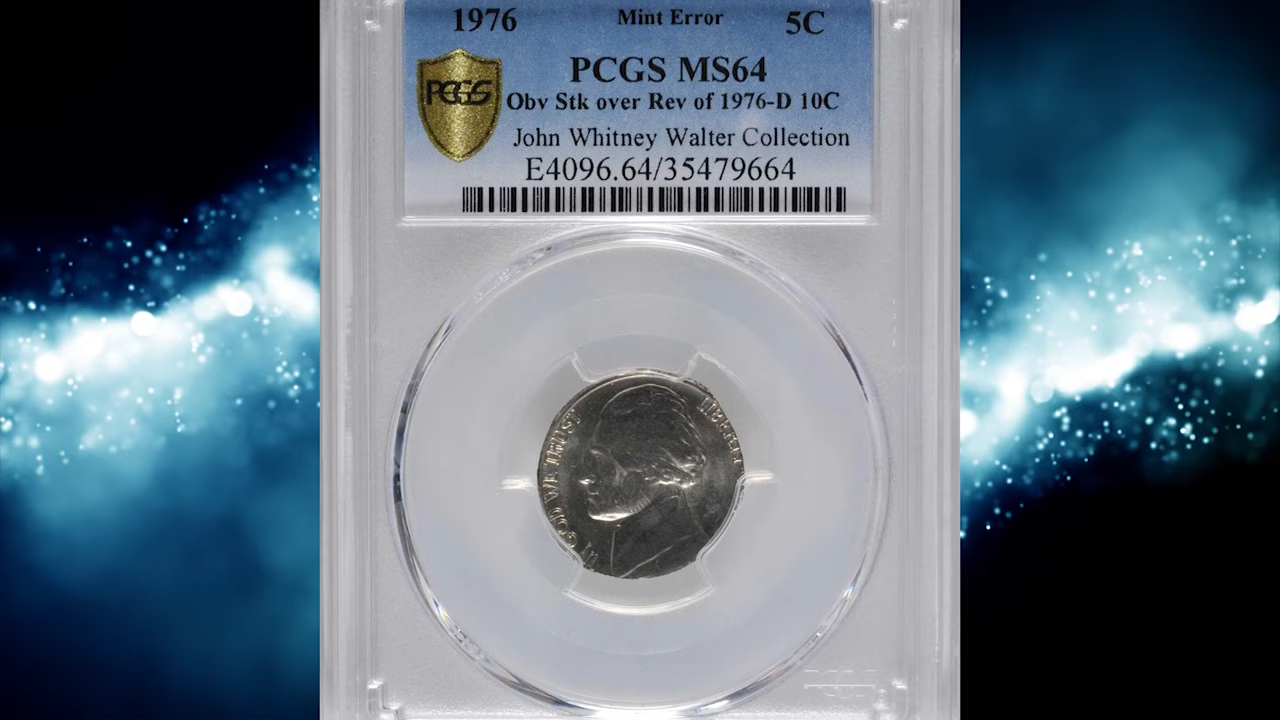 1976 Mint Error 5C
PCGS MS64
PCGS
Obv Stk over Rev of 1976-D 10C
John Whitney Walter Collection
E4096.64/35479664
IN GOD WE TRUST
LIBERTY